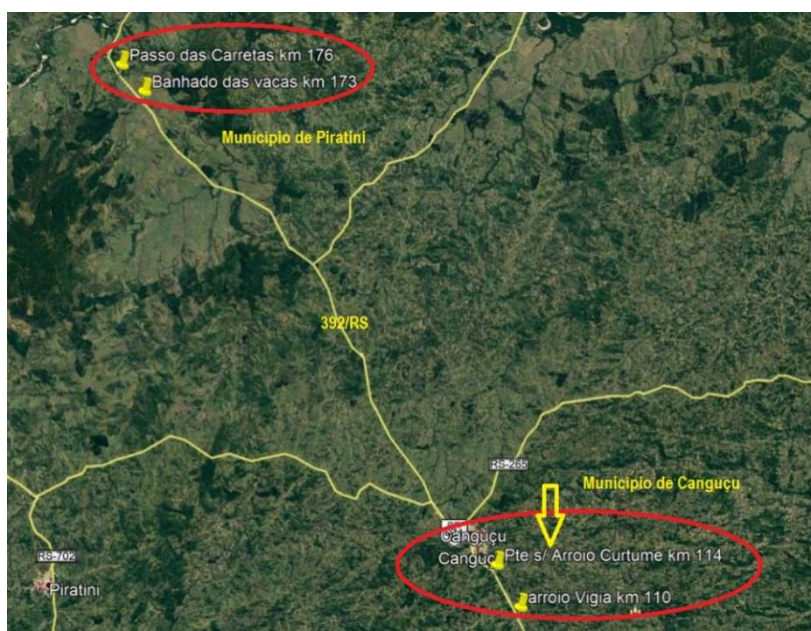 Passo das Carretas km 176
Banhado das vacas km 173
Município de Piratini
392/RS
RS-265
Município de Canguçu
Canguçu
Canguç
Pte s/ Arroio Curtume km 114
RS-702
Piratini
arroio Vigia km 110